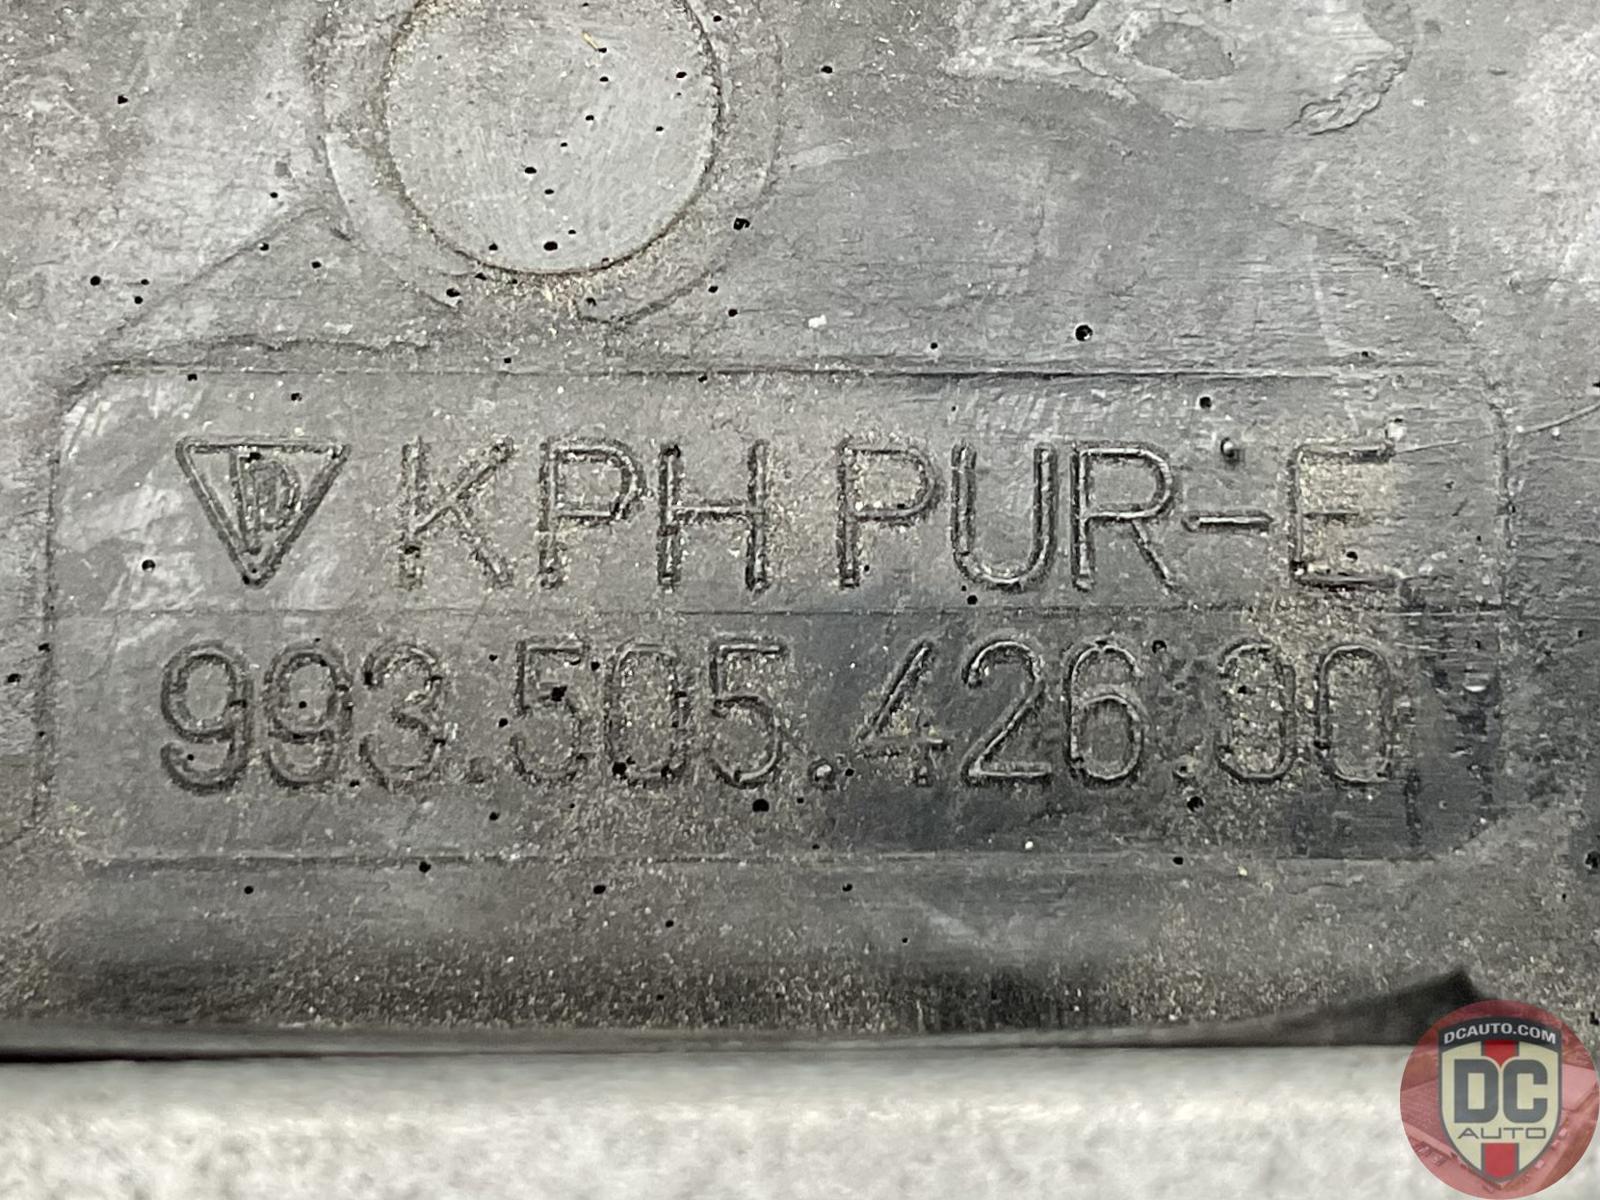 D KPH PUR-E
993.505.426.00
DCAUTO.COM
DC
AUTO